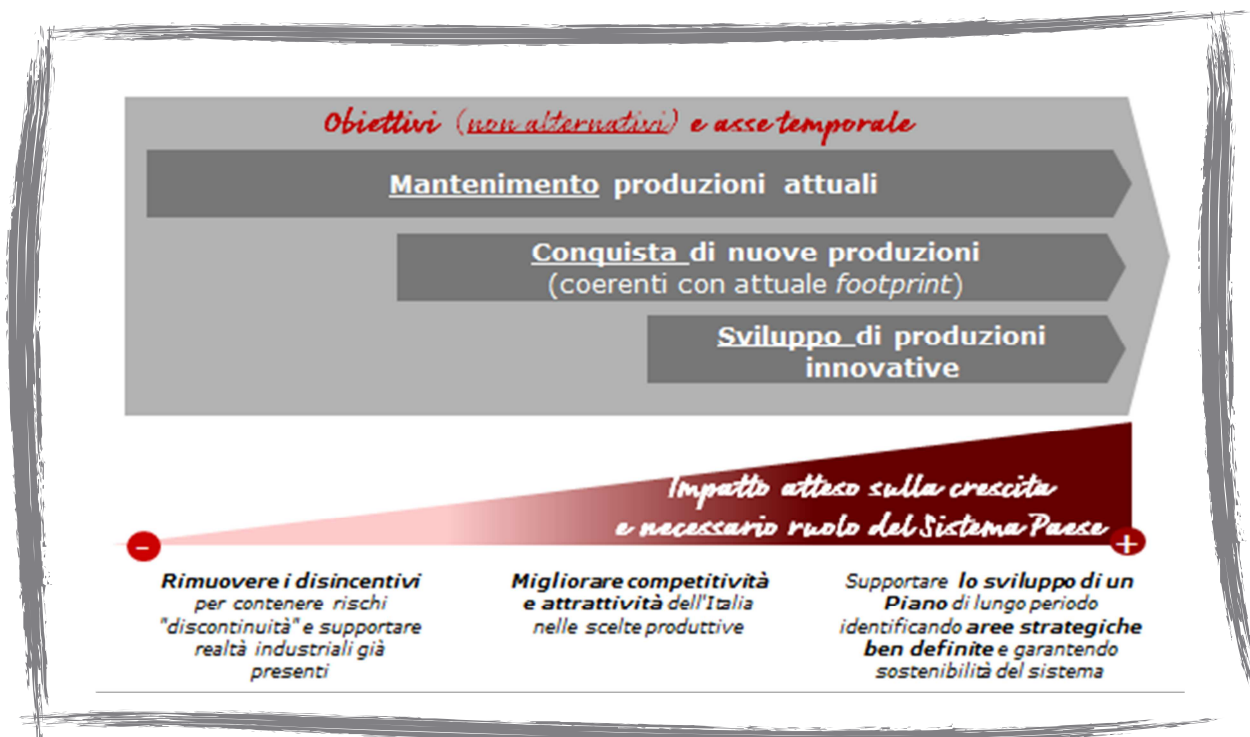 Obiettivi (non alternativi) e asse temporale
Mantenimento produzioni attuali
Conquista di nuove produzioni
(coerenti con attuale footprint)
Sviluppo di produzioni
innovative
Impatto atteso sulla crescita
e necessario ruolo del Sistema Paese
-
+
Rimuovere i disincentivi
per contenere rischi
"discontinuità" e supportare
realtà industriali già
presenti
Migliorare competitività
e attrattività dell'Italia
nelle scelte produttive
Supportare lo sviluppo di un
Piano di lungo periodo
identificando aree strategiche
ben definite e garantendo
sostenibilità del sistema